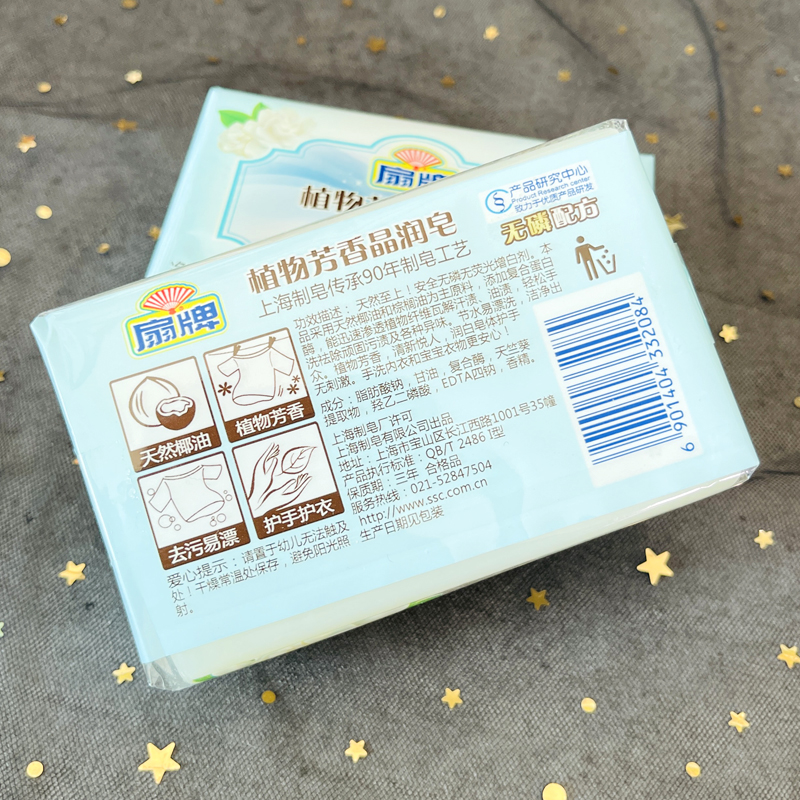 扇牌
植物
产品研究中心
Product Research center
致力于优质产品研发
无磷配方
植物芳香晶润皂
上海制皂传承90年制皂工艺
扇牌
功效描述：天然至上！安全无磷无荧光增白剂。本
品采用天然椰油和棕榈油为主原料，添加复合蛋白
酶，能迅速渗透植物纤维瓦解汗渍、油渍；轻松手
洗祛除顽固污渍及各种异味。节水易漂洗，洁净出
众。植物芳香，清新怡人，润白皂体护手
无刺激。手洗内衣和宝宝衣物更安心！
成分：脂肪酸钠，甘油，复合酶，天竺葵
提取物，羟乙二磷酸，EDTA四钠，香精。
上海制皂厂许可
上海制皂有限公司出品
地址：上海市宝山区长江西路1001号35幢
产品执行标准：QB/T 2486 I型
保质期：三年 合格品
服务热线：021-52847504
http://www.ssc.com.cn
生产日期见包装
天然椰油
植物芳香
去污易漂
护手护衣
爱心提示：请置于幼儿无法触及
处！干燥常温处保存，避免阳光照
射。
6 901404 332084